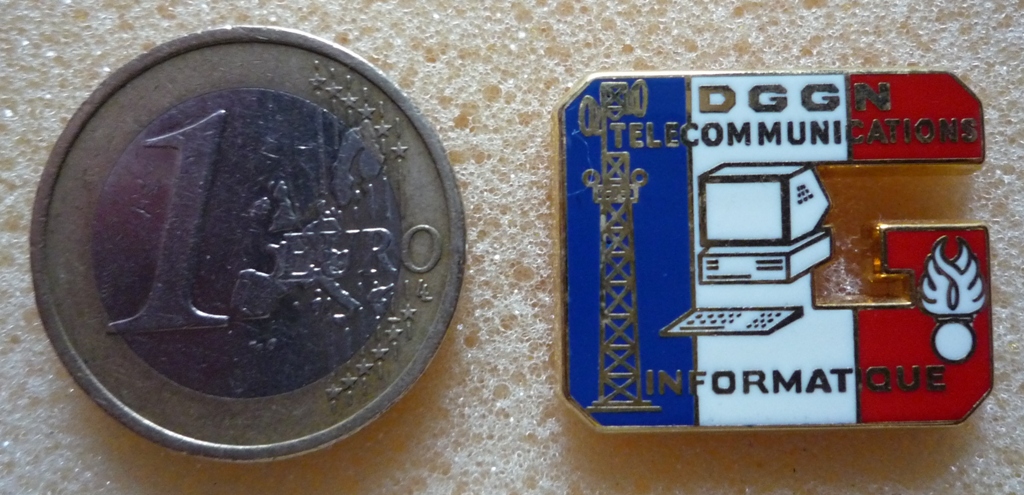 1
EURO
DGGN
TELECOMMUNICATIONS
INFORMATIQUE